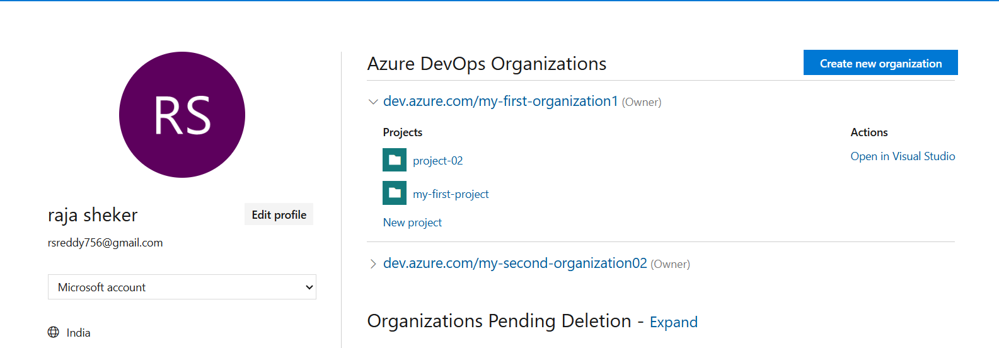 RS
raja sheker
Edit profile
rsreddy756@gmail.com
Microsoft account
India
Azure DevOps Organizations
Create new organization
dev.azure.com/my-first-organization1 (Owner)
Projects
Actions
project-02
Open in Visual Studio
my-first-project
New project
dev.azure.com/my-second-organization02 (Owner)
Organizations Pending Deletion - Expand